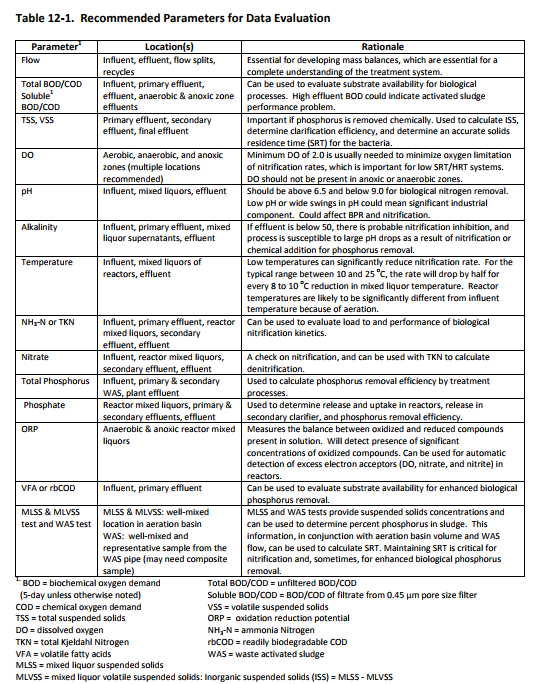 Table 12-1. Recommended Parameters for Data Evaluation
Parameter1 Location(s) Rationale
Flow Influent, effluent, flow splits, Essential for developing mass balances, which are essential for a
recycles complete understanding of the treatment system.
Total BOD/COD Influent, primary effluent, Can be used to evaluate substrate availability for biological
Soluble1 effluent, anaerobic & anoxic zone processes. High effluent BOD could indicate activated sludge
BOD/COD effluents performance problem.
TSS, VSS Primary effluent, secondary Important if phosphorus is removed chemically. Used to calculate ISS,
effluent, final effluent determine clarification efficiency, and determine an accurate solids
residence time (SRT) for the bacteria.
DO Aerobic, anaerobic, and anoxic Minimum DO of 2.0 is usually needed to minimize oxygen limitation
zones (multiple locations of nitrification rates, which is important for low SRT/HRT systems.
recommended) DO should not be present in anoxic or anaerobic zones.
pH Influent, mixed liquors, effluent Should be above 6.5 and below 9.0 for biological nitrogen removal.
Low pH or wide swings in pH could mean significant industrial
component. Could affect BPR and nitrification.
Alkalinity Influent, primary effluent, mixed If effluent is below 50, there is probable nitrification inhibition, and
liquor supernatants, effluent process is susceptible to large pH drops as a result of nitrification or
chemical addition for phosphorus removal.
Temperature Influent, mixed liquors of Low temperatures can significantly reduce nitrification rate. For the
reactors, effluent typical range between 10 and 25 °C, the rate will drop by half for
every 8 to 10 °C reduction in mixed liquor temperature. Reactor
temperatures are likely to be significantly different from influent
temperature because of aeration.
NH3-N or TKN Influent, primary effluent, reactor Can be used to evaluate load to and performance of biological
mixed liquors, secondary nitrification kinetics.
effluent, effluent
Nitrate Influent, reactor mixed liquors, A check on nitrification, and can be used with TKN to calculate
secondary effluent, effluent denitrification.
Total Phosphorus Influent, primary & secondary Used to calculate phosphorus removal efficiency by treatment
WAS, plant effluent processes.
Phosphate Reactor mixed liquors, primary & Used to determine release and uptake in reactors, release in
secondary effluents, effluent secondary clarifier, and phosphorus removal efficiency.
ORP Anaerobic & anoxic reactor mixed Measures the balance between oxidized and reduced compounds
liquors present in solution. Will detect presence of significant
concentrations of oxidized compounds. Can be used for automatic
detection of excess electron acceptors (DO, nitrate, and nitrite) in
reactors.
VFA or rbCOD Influent, primary effluent Can be used to evaluate substrate availability for enhanced biological
phosphorus removal.
MLSS & MLVSS MLSS & MLVSS: well-mixed MLSS and WAS tests provide suspended solids concentrations and
test and WAS test location in aeration basin can be used to determine percent phosphorus in sludge. This
WAS: well-mixed and information, in conjunction with aeration basin volume and WAS
representative sample from the flow, can be used to calculate SRT. Maintaining SRT is critical for
WAS pipe (may need composite nitrification and, sometimes, for enhanced biological phosphorus
sample) removal.
1. BOD = biochemical oxygen demand Total BOD/COD = unfiltered BOD/COD
(5-day unless otherwise noted) Soluble BOD/COD = BOD/COD of filtrate from 0.45 µm pore size filter
COD = chemical oxygen demand VSS = volatile suspended solids
TSS = total suspended solids ORP = oxidation reduction potential
DO = dissolved oxygen NH3-N = ammonia Nitrogen
TKN = total Kjeldahl Nitrogen rbCOD = readily biodegradable COD
VFA = volatile fatty acids WAS = waste activated sludge
MLSS = mixed liquor suspended solids
MLVSS = mixed liquor volatile suspended solids: Inorganic suspended solids (ISS) = MLSS - MLVSS